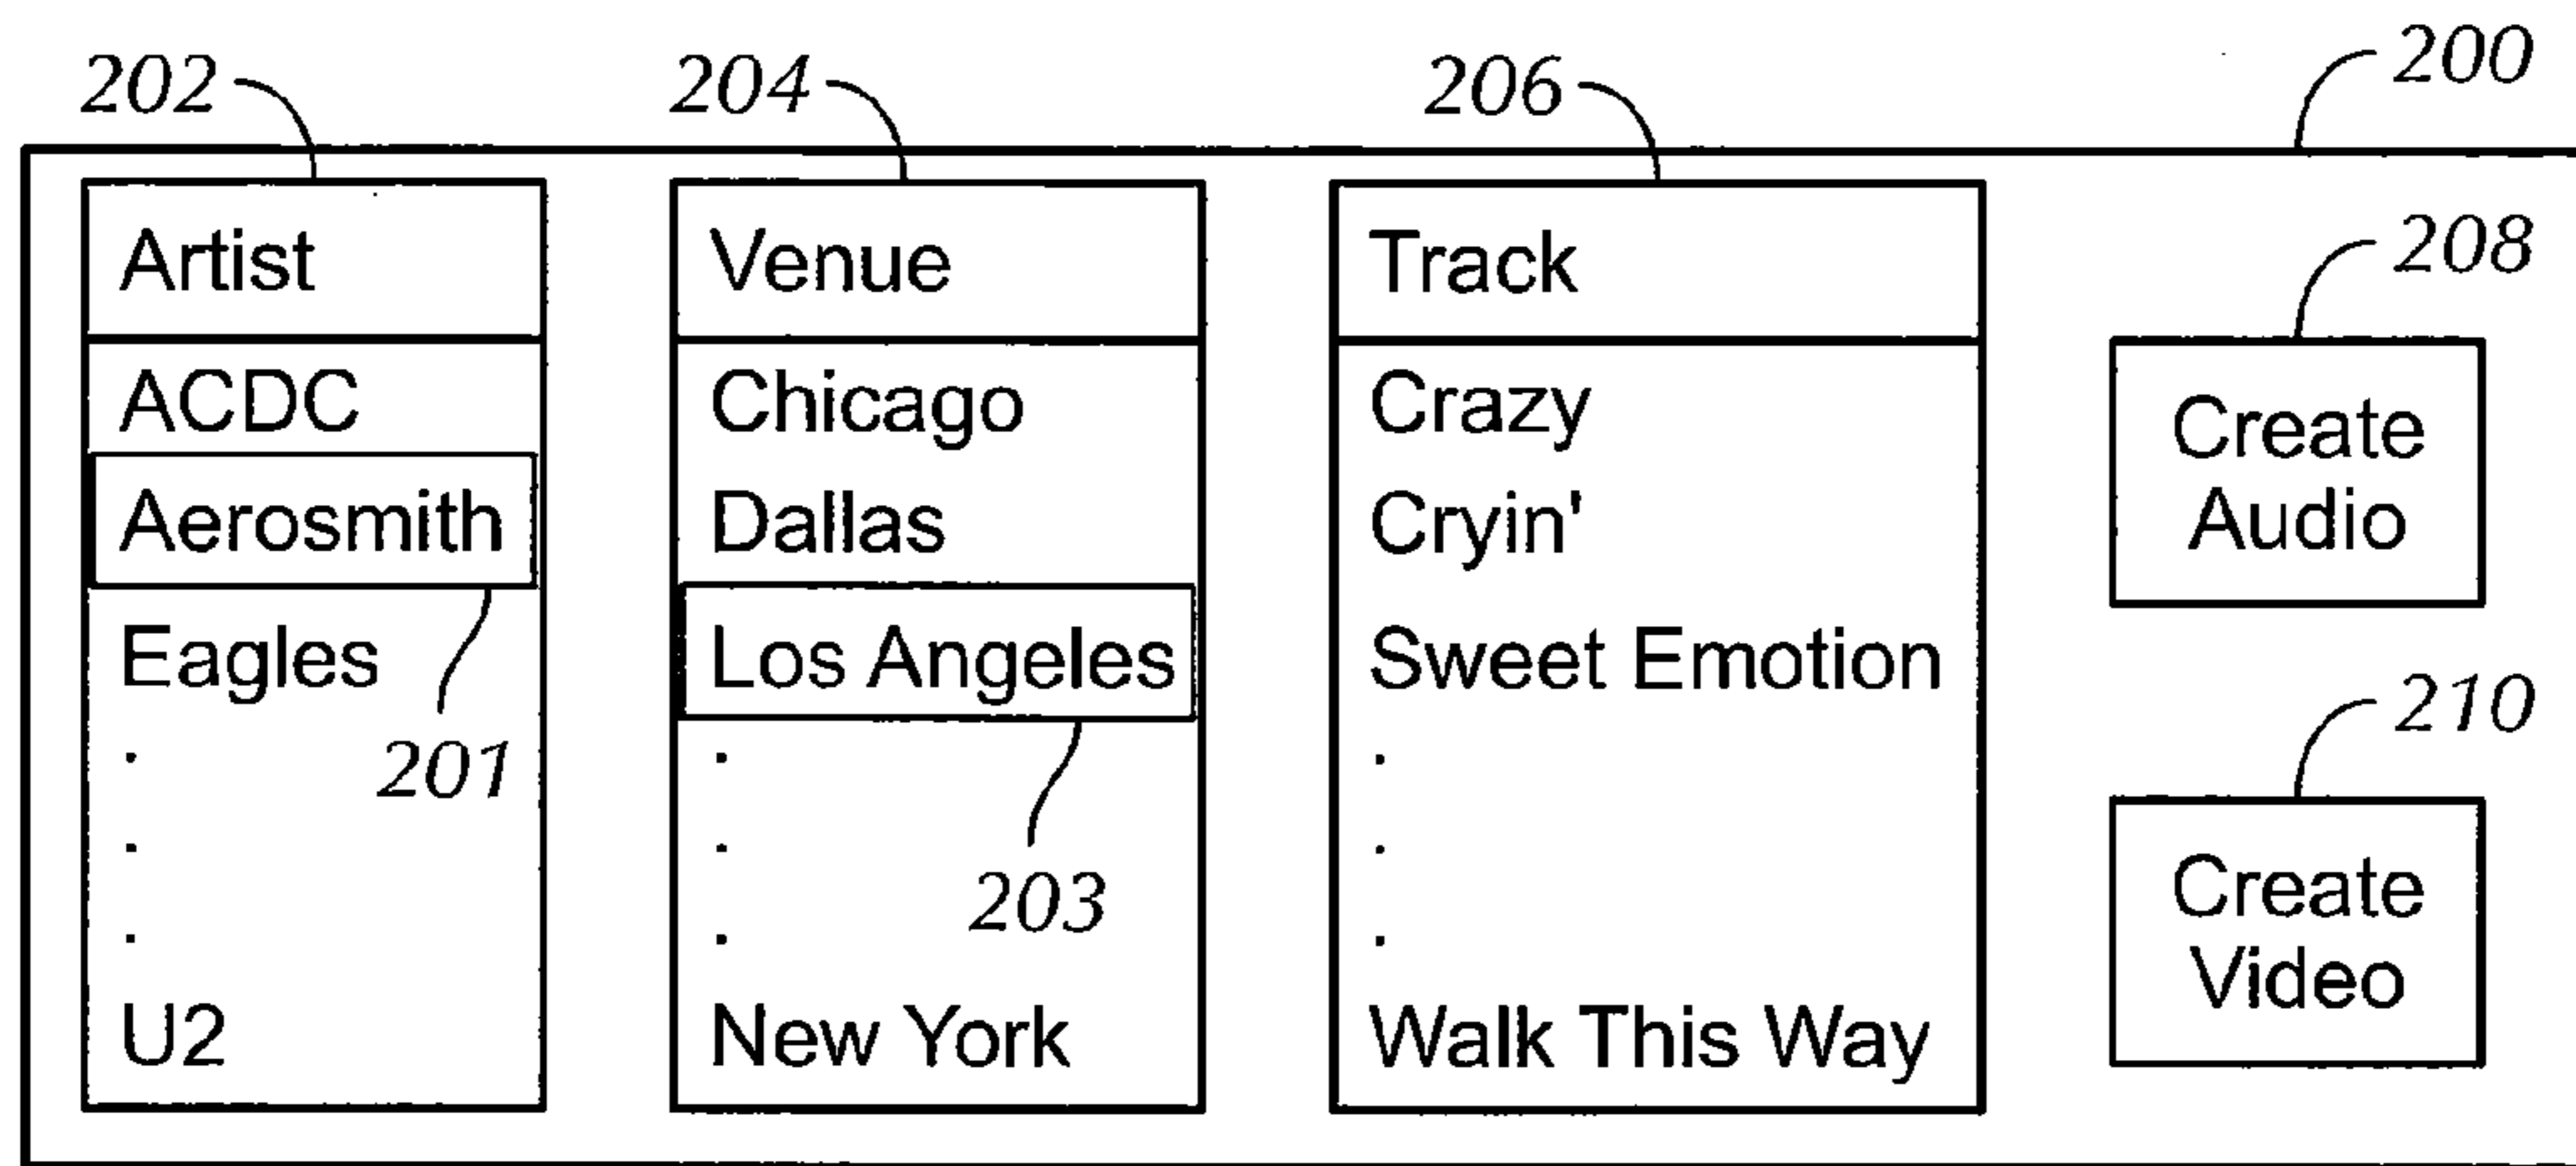 202
204
206
200
Artist
ACDC
Aerosmith
Eagles
.
.
.
U2
201
Venue
Chicago
Dallas
Los Angeles
.
.
.
New York
203
Track
Crazy
Cryin'
Sweet Emotion
.
.
.
Walk This Way
208
Create
Audio
210
Create
Video